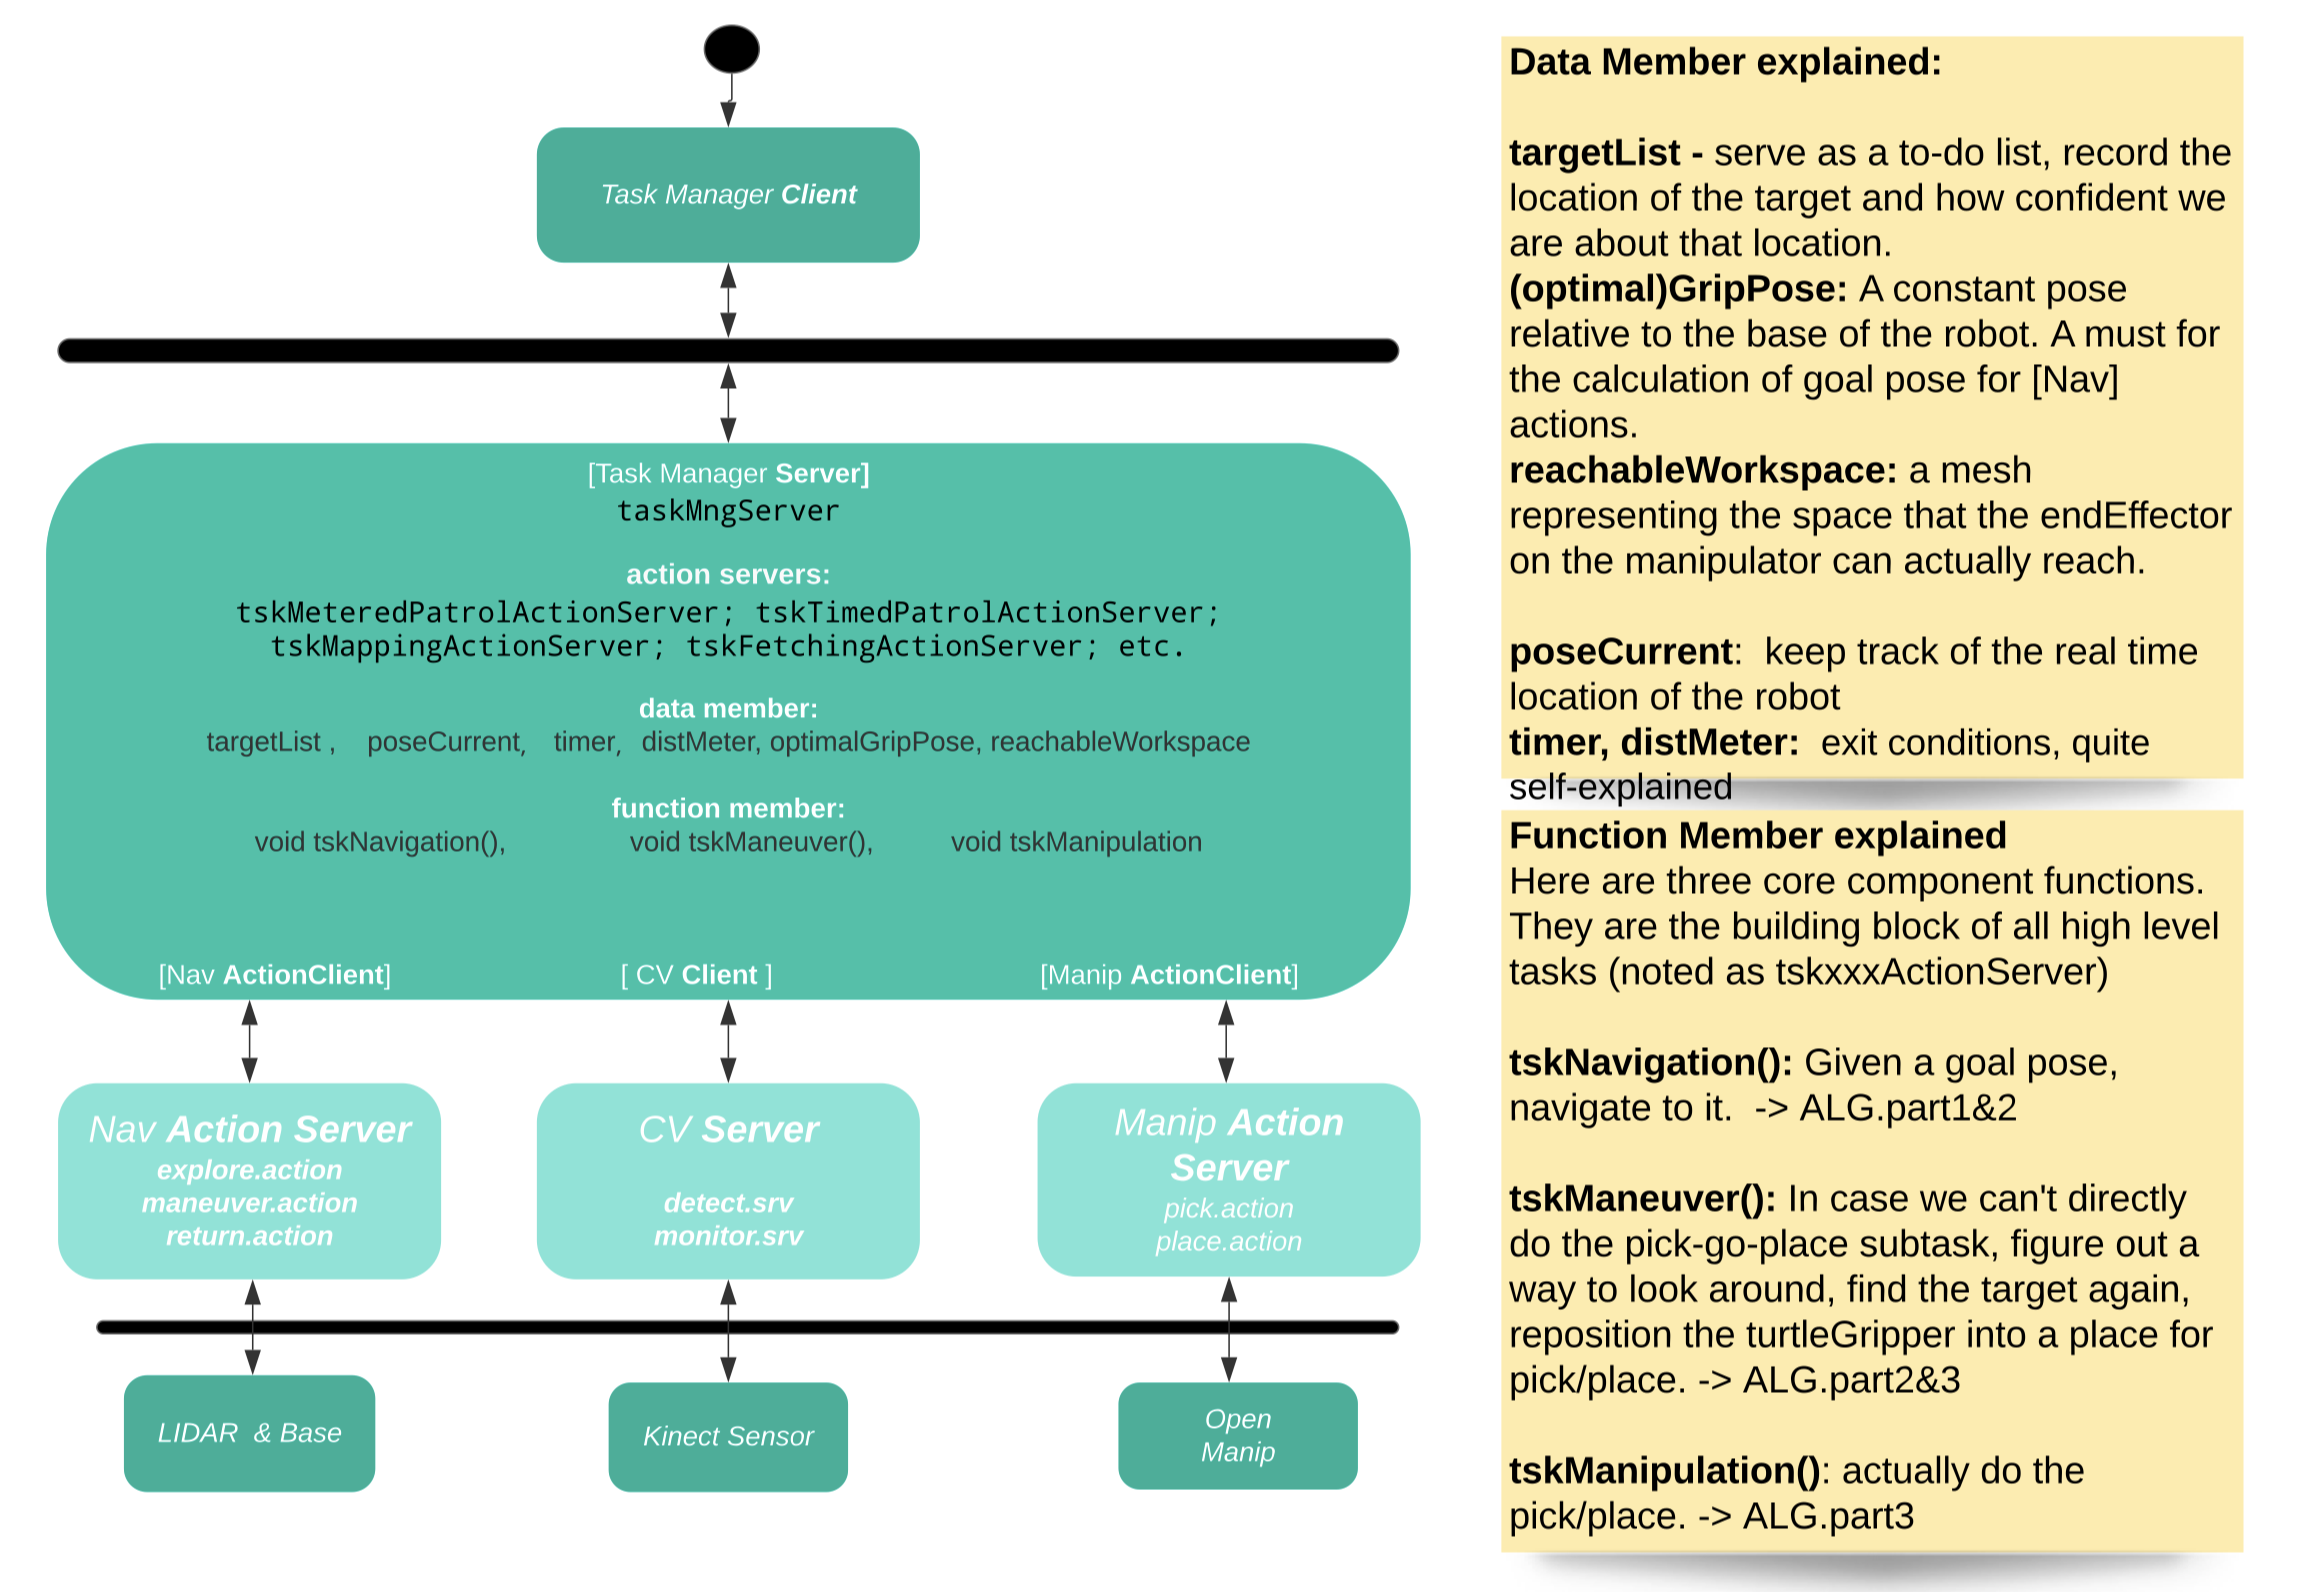 Task Manager Client
[Task Manager Server]
taskMngServer
action servers:
tskMeteredPatrolActionServer; tskTimedPatrolActionServer;
tskMappingActionServer; tskFetchingActionServer; etc.
data member:
targetList , poseCurrent, timer, distMeter, optimalGripPose, reachableWorkspace
function member:
void tskNavigation(), void tskManeuver(), void tskManipulation
[Nav ActionClient] [ CV Client ] [Manip ActionClient]
Nav Action Server
explore.action
maneuver.action
return.action
CV Server
detect.srv
monitor.srv
Manip Action
Server
pick.action
place.action
LIDAR & Base
Kinect Sensor
Open
Manip
Data Member explained:
targetList - serve as a to-do list, record the
location of the target and how confident we
are about that location.
(optimal)GripPose: A constant pose
relative to the base of the robot. A must for
the calculation of goal pose for [Nav]
actions.
reachableWorkspace: a mesh
representing the space that the endEffector
on the manipulator can actually reach.
poseCurrent: keep track of the real time
location of the robot
timer, distMeter: exit conditions, quite
self-explained
Function Member explained
Here are three core component functions.
They are the building block of all high level
tasks (noted as tskxxxActionServer)
tskNavigation(): Given a goal pose,
navigate to it. -> ALG.part1&2
tskManeuver(): In case we can't directly
do the pick-go-place subtask, figure out a
way to look around, find the target again,
reposition the turtleGripper into a place for
pick/place. -> ALG.part2&3
tskManipulation(): actually do the
pick/place. -> ALG.part3